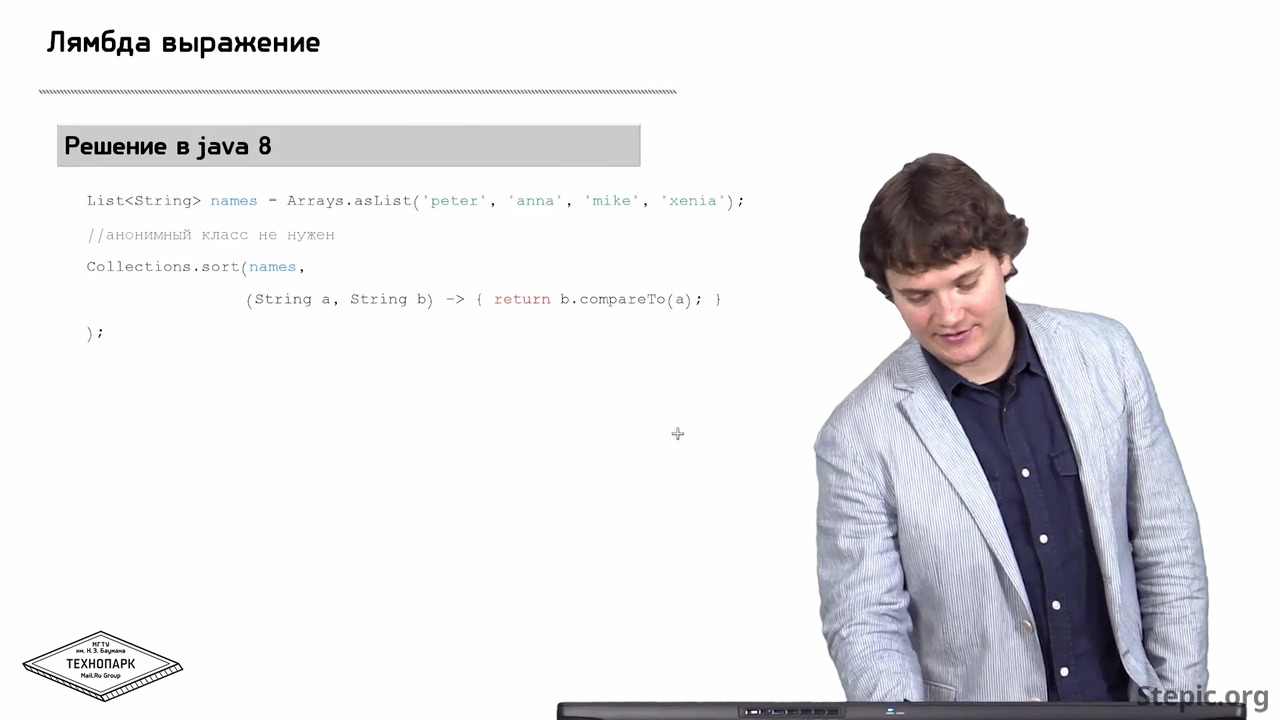 Лямбда выражение
Решение в java 8
List<String> names = Arrays.asList('peter', 'anna', 'mike', 'xenia');
//анонимный класс не нужен
Collections.sort(names,
(String a, String b) -> { return b.compareTo(a); }
);
МГТУ
им. Н.Э. Баумана
ТЕХНОПАРК
Mail.Ru Group
Stepic.org